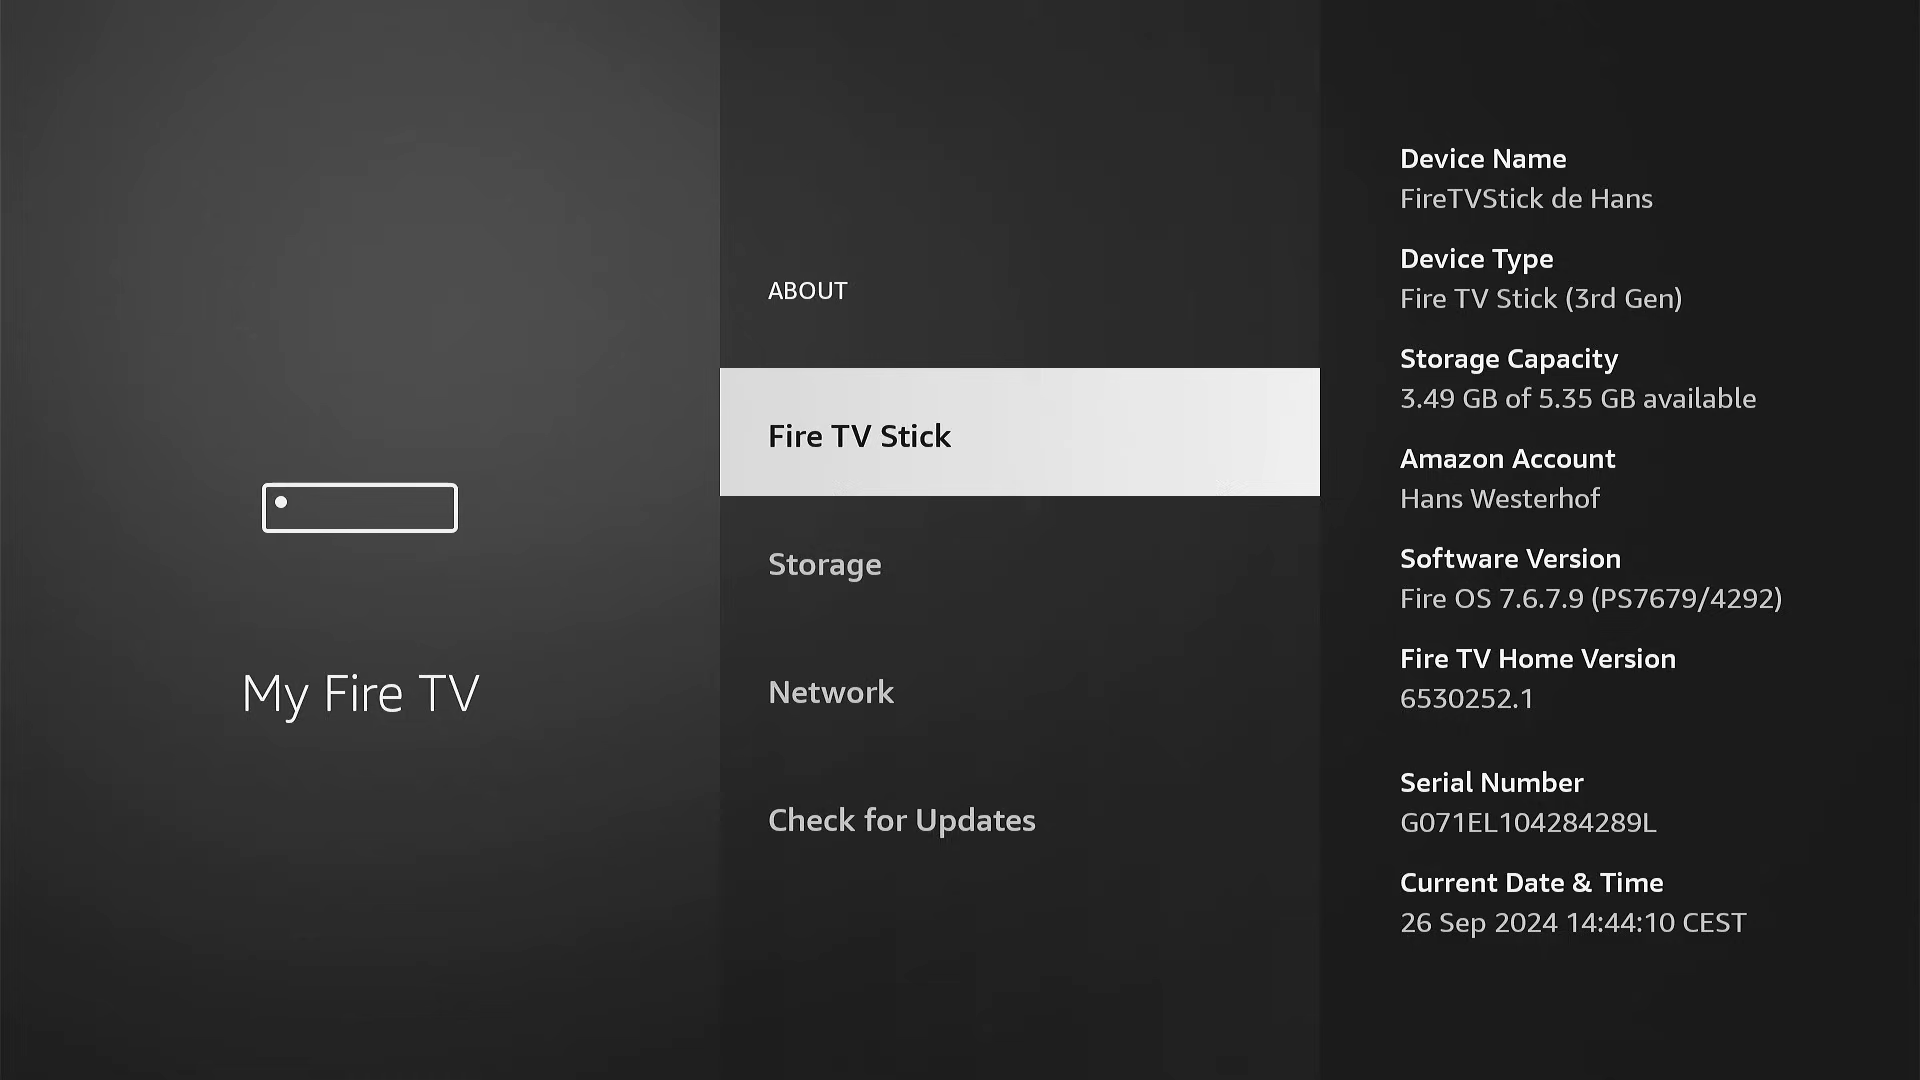 My Fire TV
ABOUT
Fire TV Stick
Storage
Network
Check for Updates
Device Name
FireTVStick de Hans
Device Type
Fire TV Stick (3rd Gen)
Storage Capacity
3.49 GB of 5.35 GB available
Amazon Account
Hans Westerhof
Software Version
Fire OS 7.6.7.9 (PS7679/4292)
Fire TV Home Version
6530252.1
Serial Number
G071EL104284289L
Current Date & Time
26 Sep 2024 14:44:10 CEST